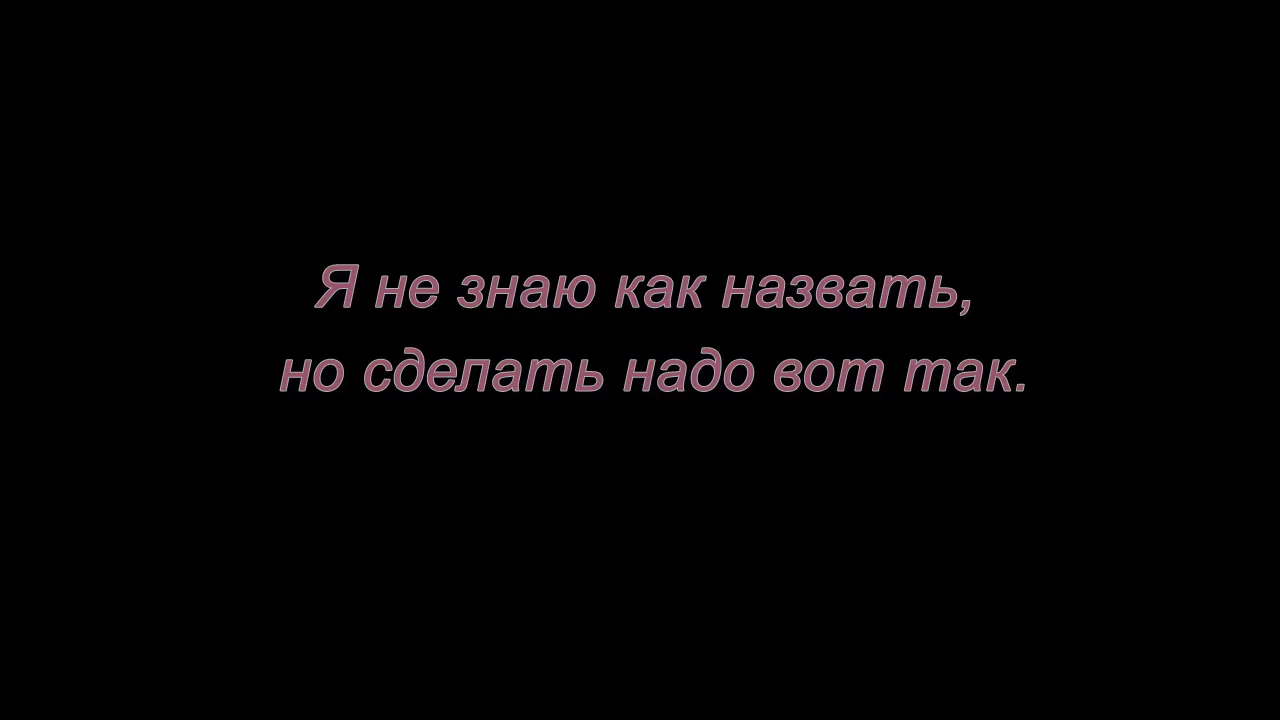 Я не знаю как назвать,
но сделать надо вот так.